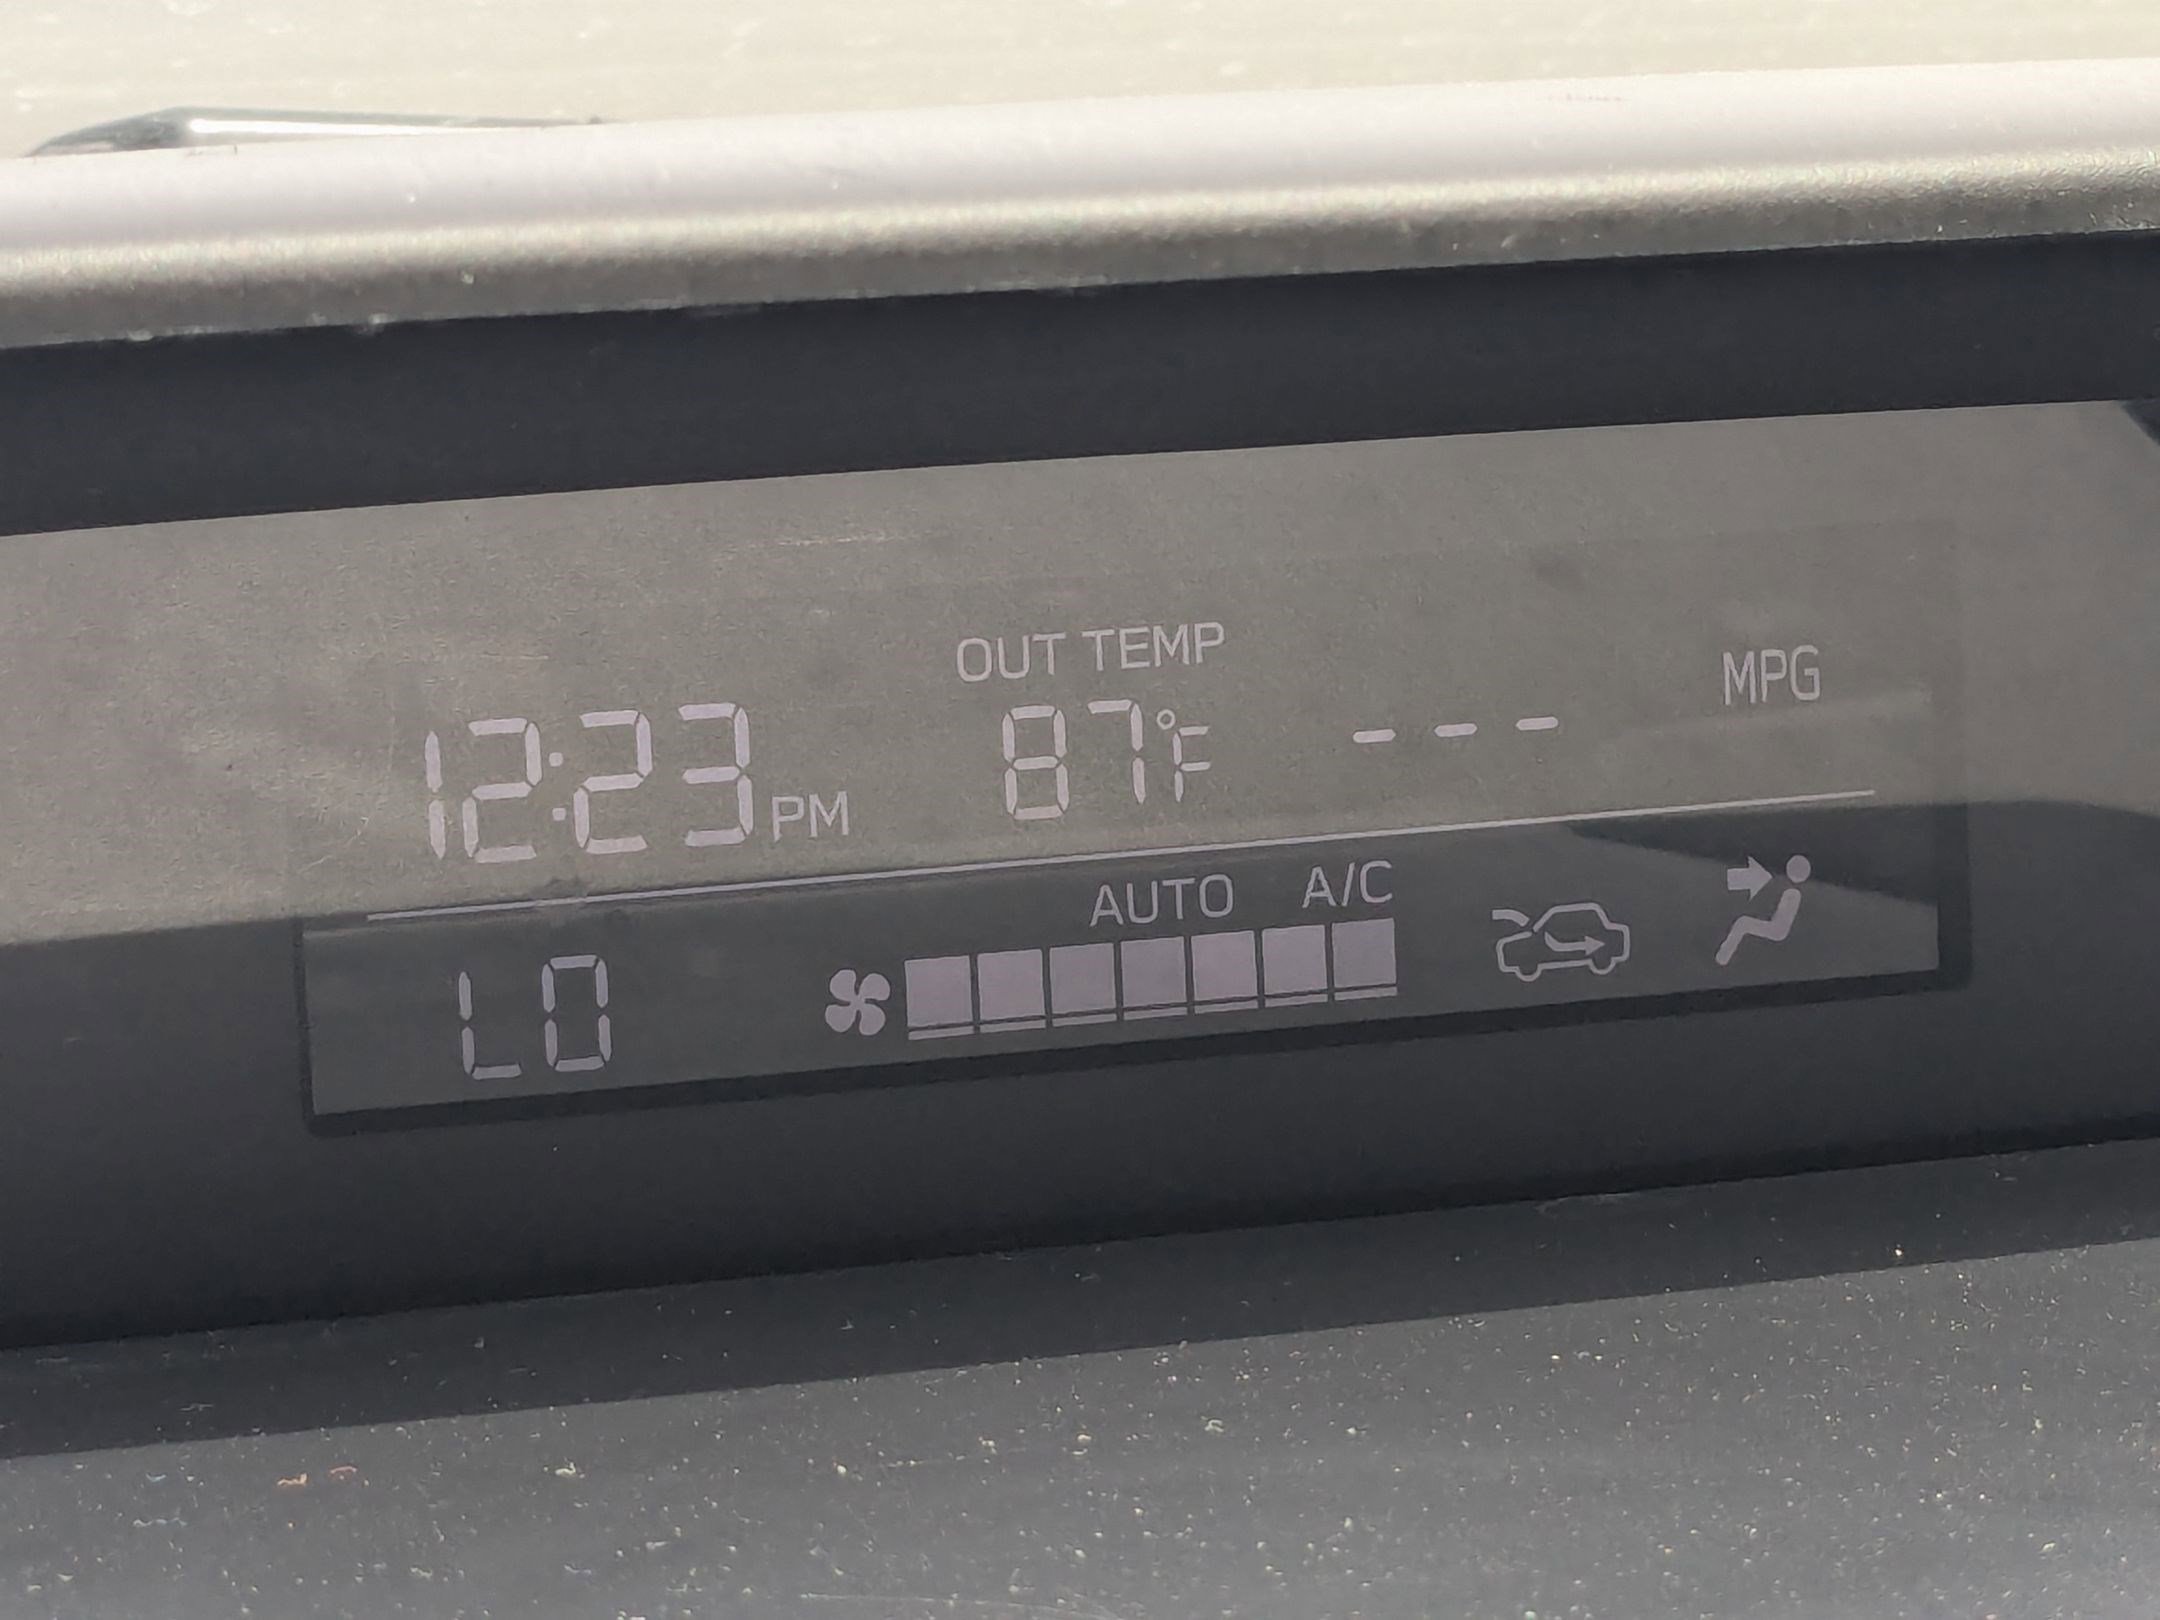 OUT TEMP MPG
12:23 PM 87°F ---
AUTO A/C
LO